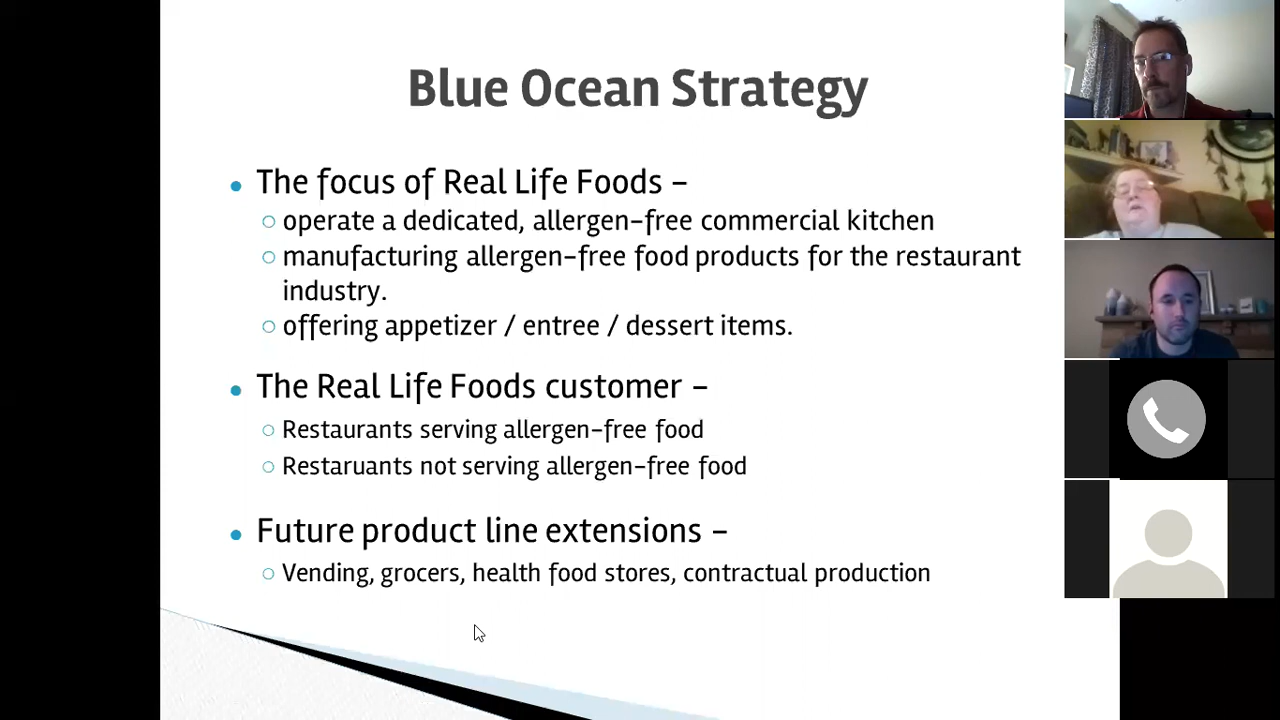 Blue Ocean Strategy
The focus of Real Life Foods –
operate a dedicated, allergen-free commercial kitchen
manufacturing allergen-free food products for the restaurant
industry.
offering appetizer / entree / dessert items.
The Real Life Foods customer –
Restaurants serving allergen-free food
Restaruants not serving allergen-free food
Future product line extensions –
Vending, grocers, health food stores, contractual production